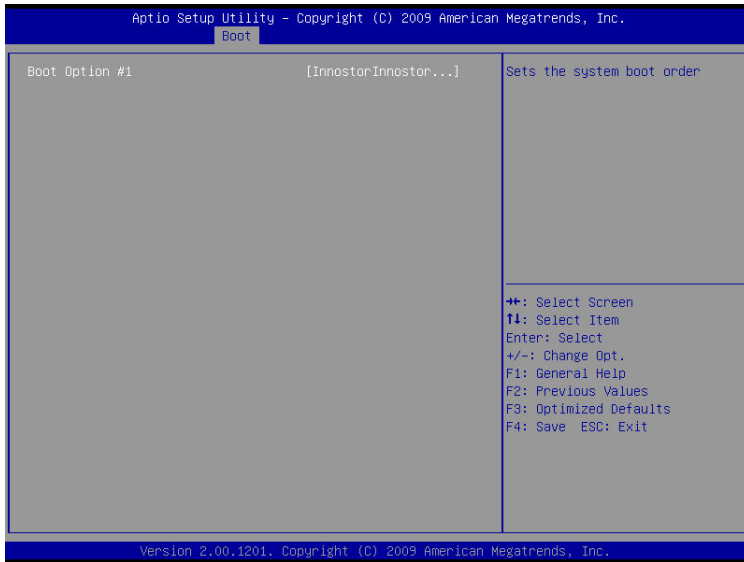 Aptio Setup Utility – Copyright (C) 2009 American Megatrends, Inc.
Boot
Boot Option #1 [InnostorInnostor...]
Sets the system boot order
→←: Select Screen
↑↓: Select Item
Enter: Select
+/-: Change Opt.
F1: General Help
F2: Previous Values
F3: Optimized Defaults
F4: Save ESC: Exit
Version 2.00.1201. Copyright (C) 2009 American Megatrends, Inc.